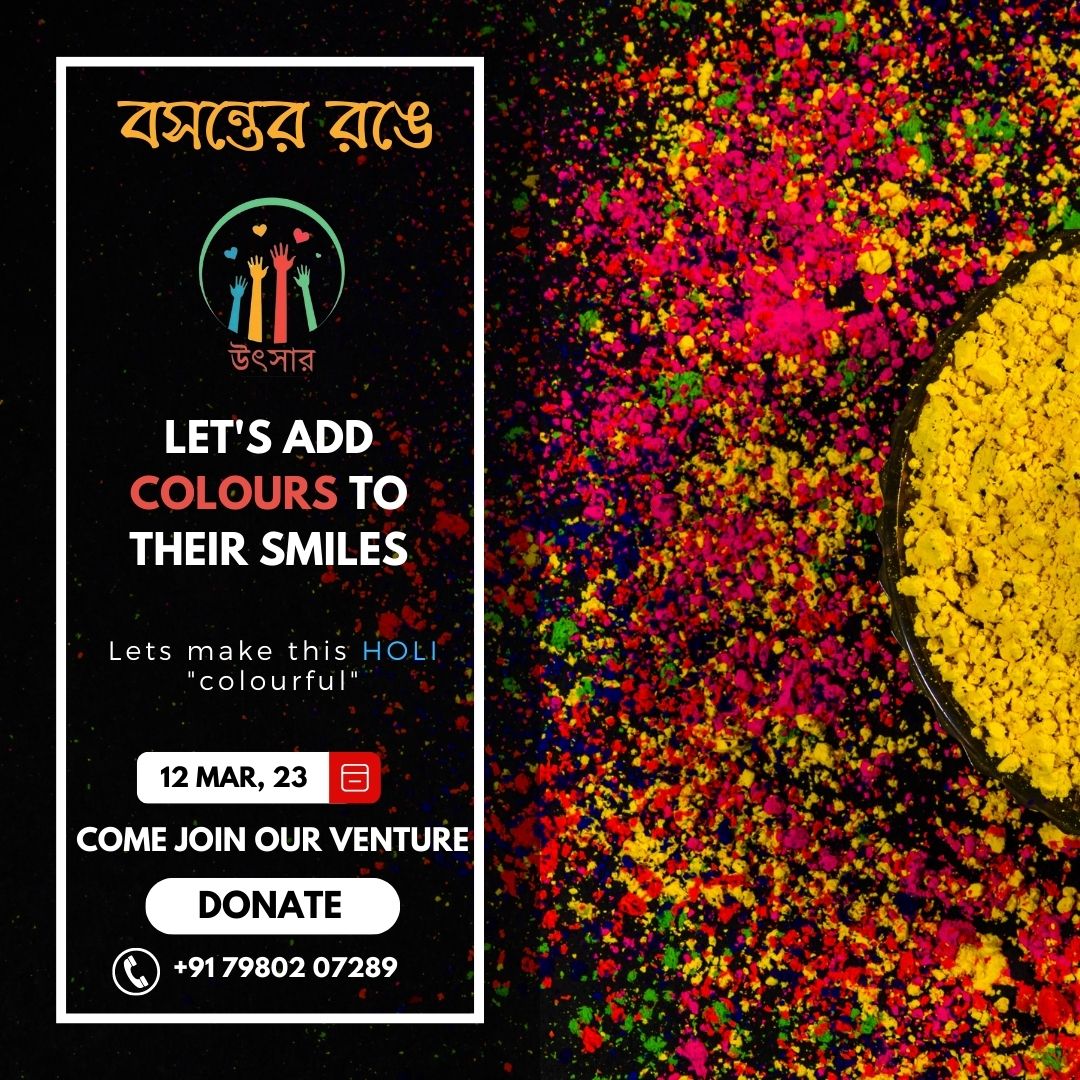 বসন্তের রঙে
উৎসার
LET'S ADD
COLOURS TO
THEIR SMILES
Lets make this HOLI
"colourful"
12 MAR, 23
COME JOIN OUR VENTURE
DONATE
+91 79802 07289